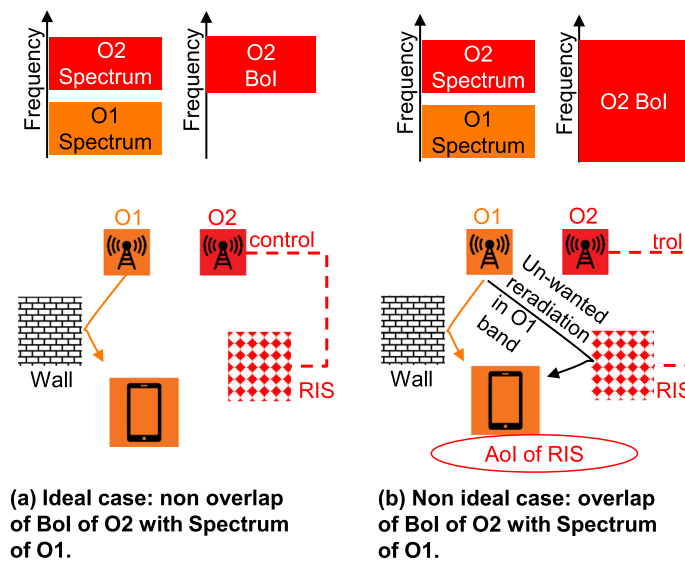 Frequency
O2
Spectrum
O1
Spectrum
O2
BoI
O1
O2
control
Wall
RIS
(a) Ideal case: non overlap
of BoI of O2 with Spectrum
of O1.
Frequency
O2
Spectrum
O1
Spectrum
O2 BoI
O1
O2
trol
Un-wanted
reradiation
in O1
band
Wall
RIS
AoI of RIS
(b) Non ideal case: overlap
of BoI of O2 with Spectrum
of O1.